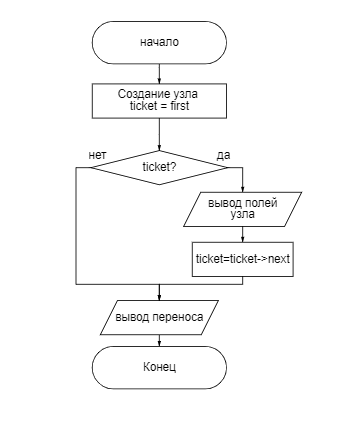 начало
Создание узла
ticket = first
нет
да
ticket?
вывод полей
узла
ticket=ticket->next
вывод переноса
Конец